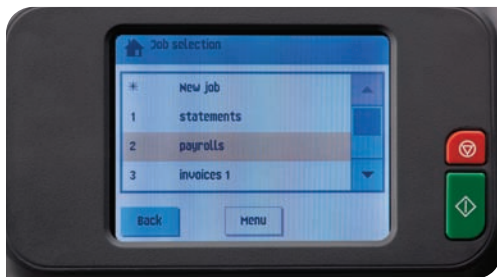 Job selection
* New job
1 statements
2 payrolls
3 invoices 1
Back Menu